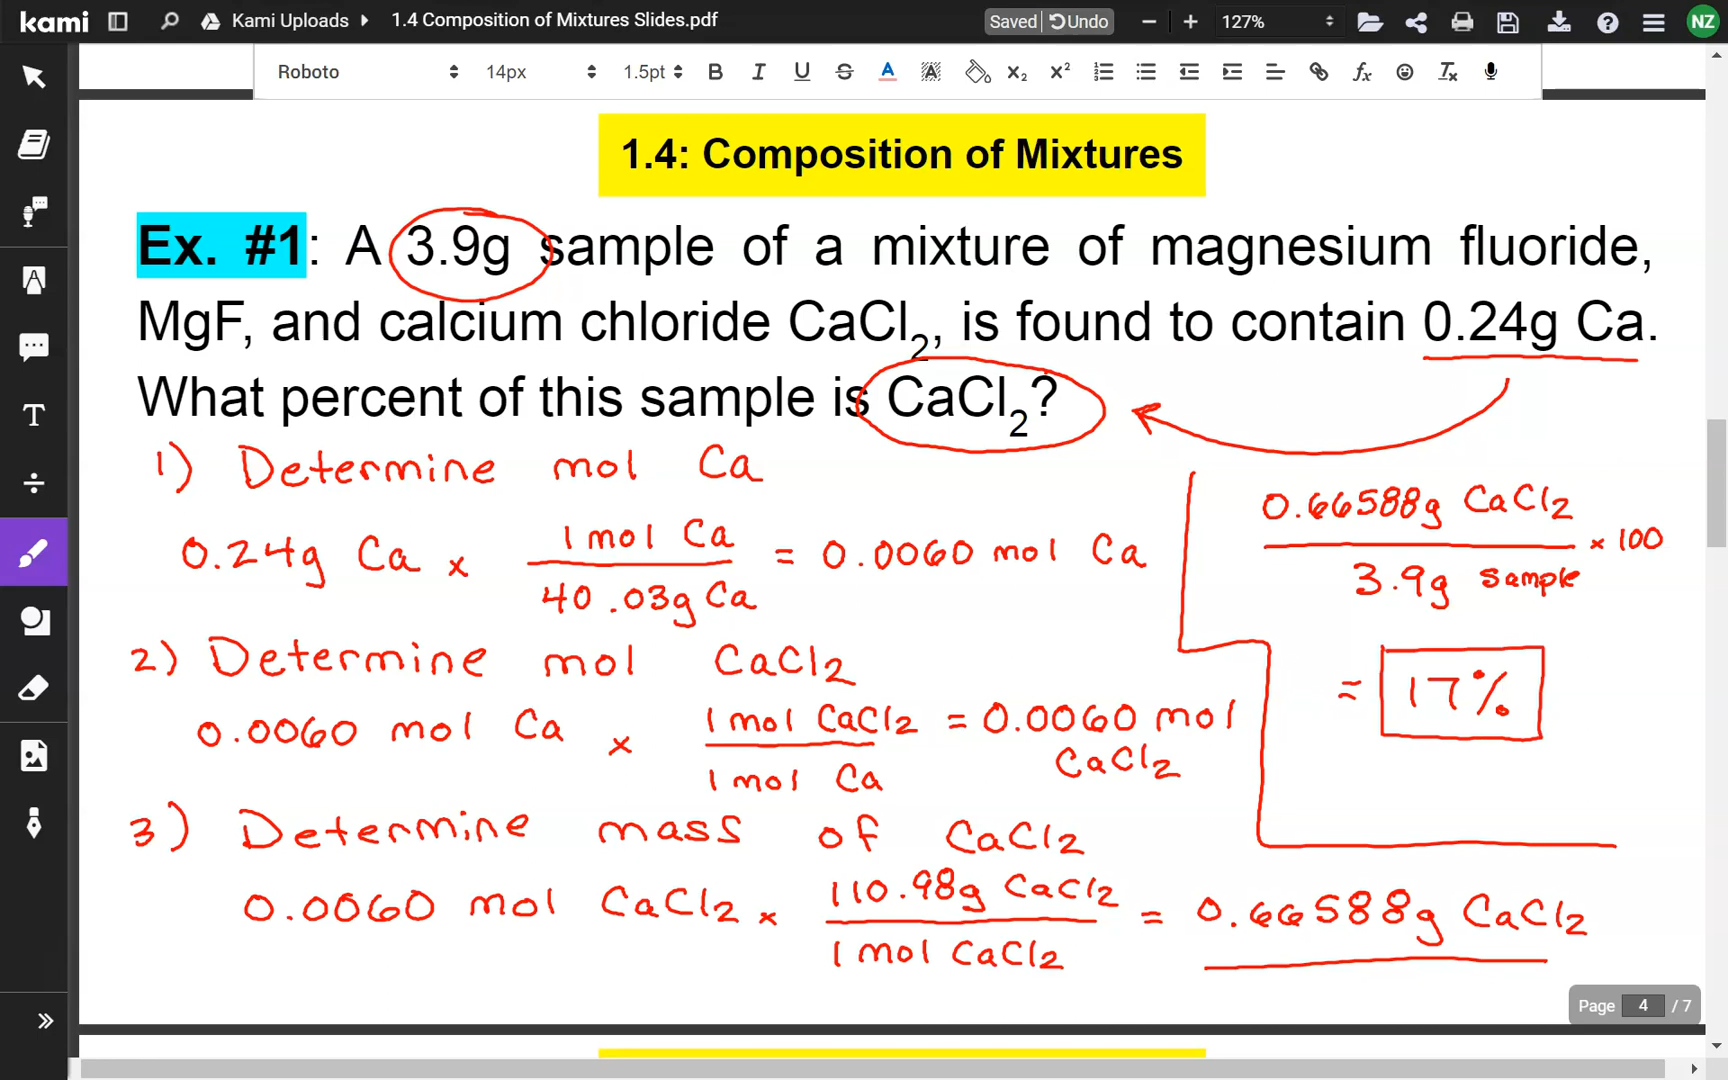 kami Kami Uploads 1.4 Composition of Mixtures Slides.pdf Saved Undo 127% NZ
Roboto 14px 1.5pt B I U S A A X₂ X² fx Tx
1.4: Composition of Mixtures
Ex. #1: A 3.9g sample of a mixture of magnesium fluoride,
MgF, and calcium chloride CaCl₂, is found to contain 0.24g Ca.
What percent of this sample is CaCl₂?
1) Determine mol Ca
0.24g Ca x 1 mol Ca / 40.03g Ca = 0.0060 mol Ca
2) Determine mol CaCl₂
0.0060 mol Ca x 1 mol CaCl₂ / 1 mol Ca = 0.0060 mol CaCl₂
3) Determine mass of CaCl₂
0.0060 mol CaCl₂ x 110.98g CaCl₂ / 1 mol CaCl₂ = 0.66588g CaCl₂
0.66588g CaCl₂ / 3.9g sample x 100
= 17%
Page 4 / 7